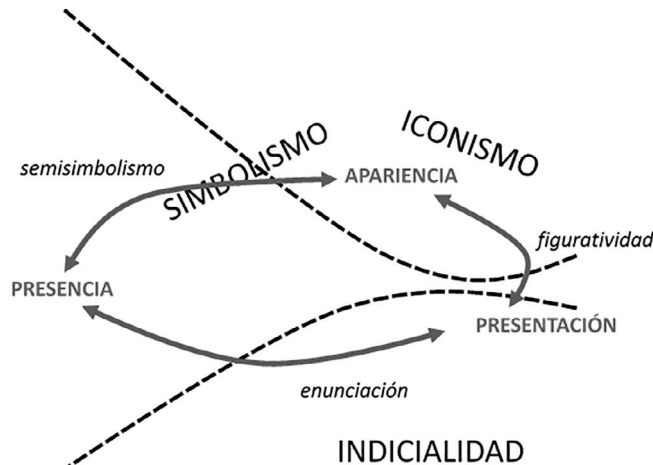 ICONISMO
SIMBOLISMO
semisimbolismo
APARIENCIA
figuratividad
PRESENCIA
PRESENTACIÓN
enunciación
INDICIALIDAD